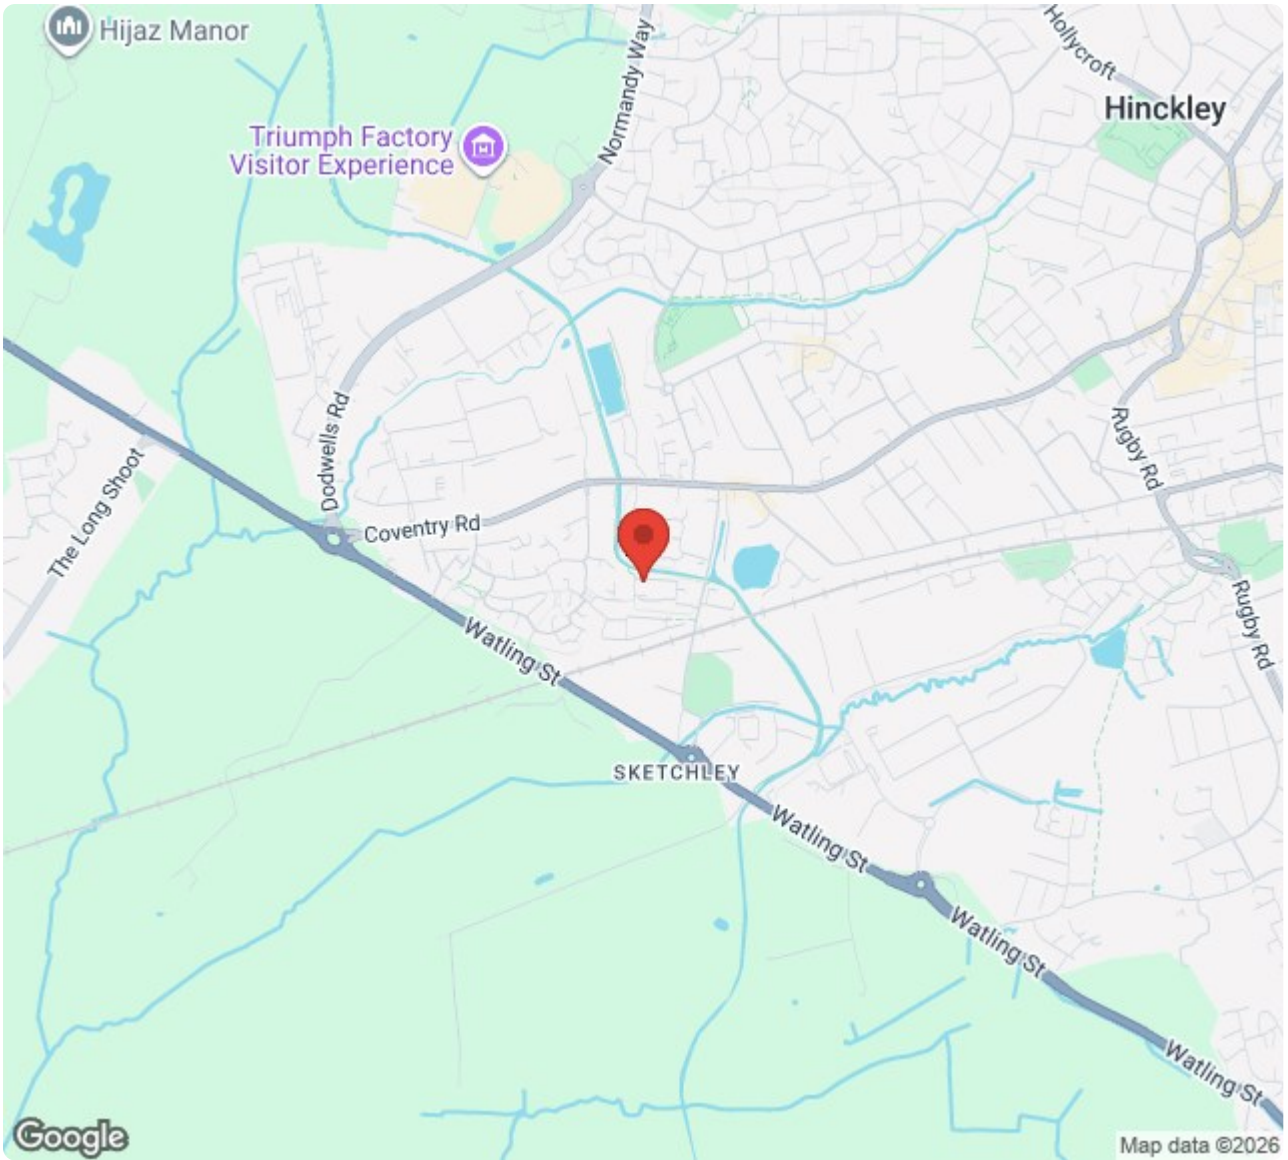 Hijaz Manor
Normandy Way
Hollycroft
Hinckley
Triumph Factory
Visitor Experience
Dodwells Rd
Rugby Rd
The Long Shoot
Coventry Rd
Rugby Rd
Watling St
SKETCHLEY
Watling St
Watling St
Watling St
Google
Map data ©2026